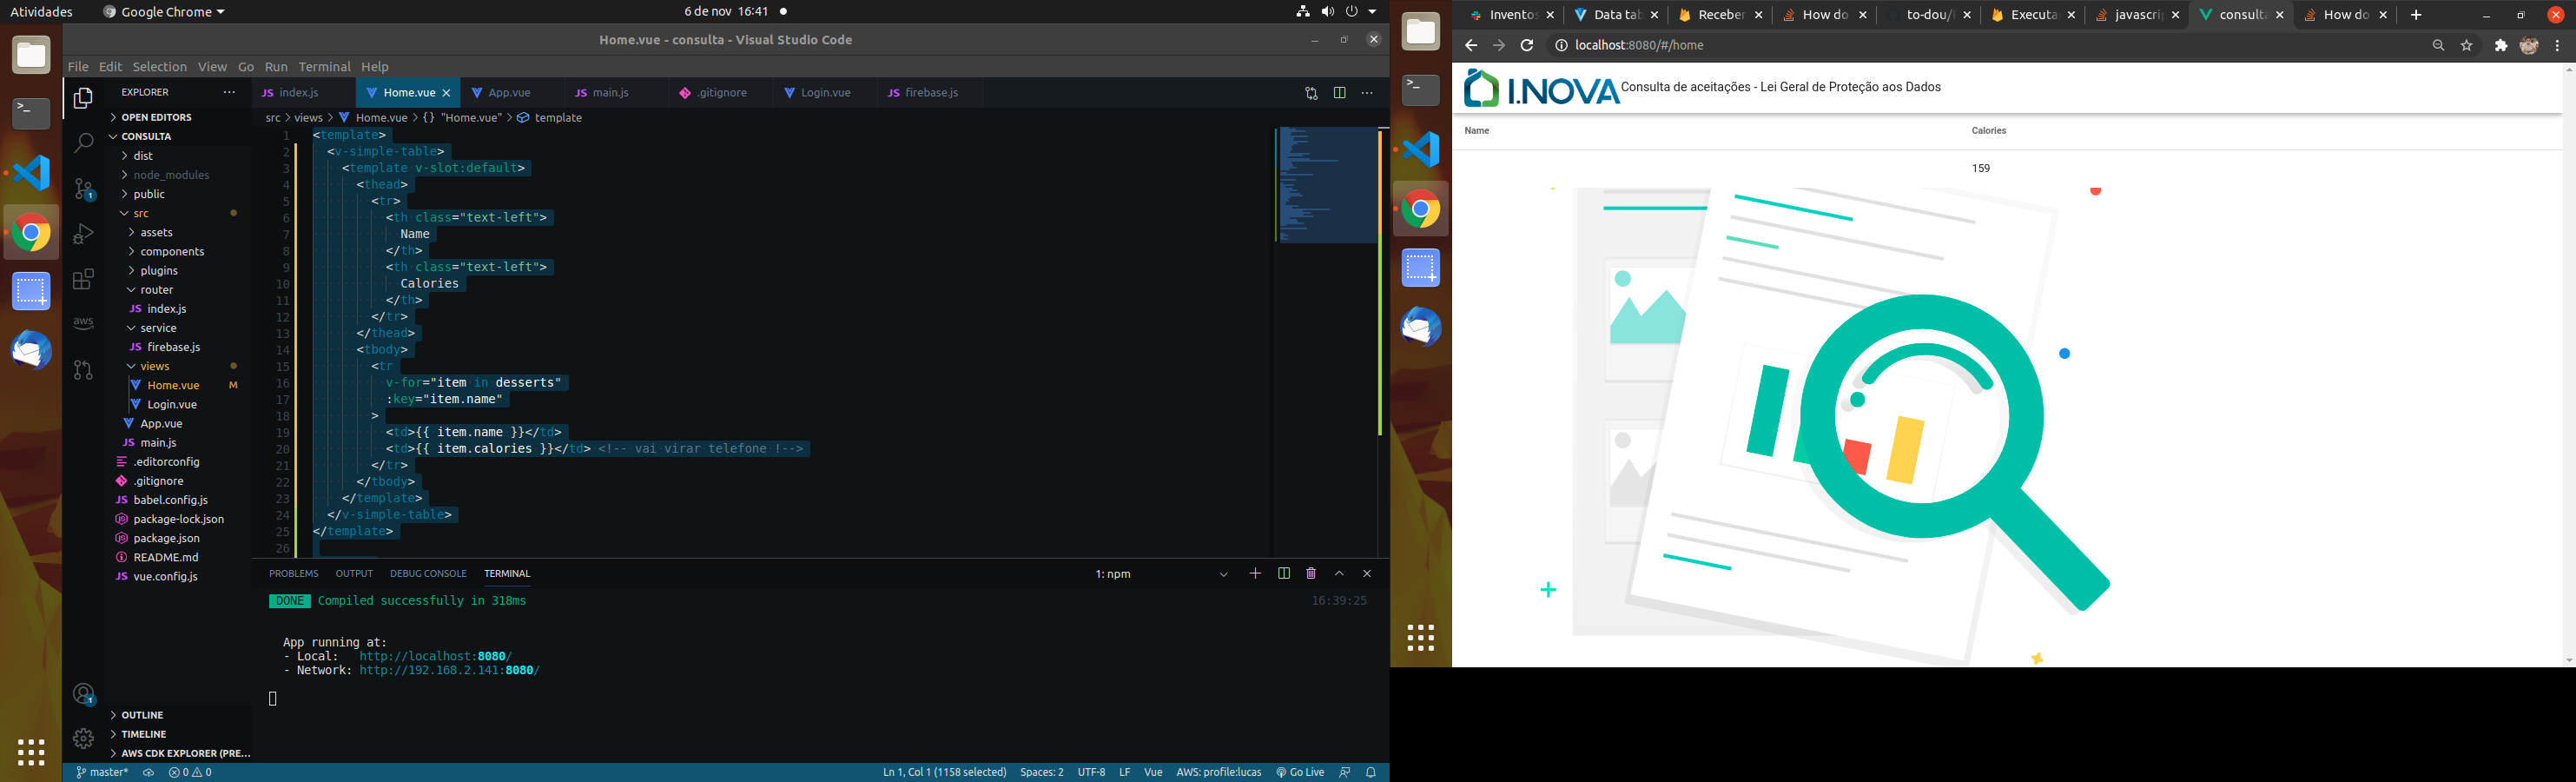 Atividades
Google Chrome
6 de nov 16:41
Home.vue - consulta - Visual Studio Code
File Edit Selection View Go Run Terminal Help
EXPLORER
OPEN EDITORS
CONSULTA
dist
node_modules
public
src
assets
components
plugins
router
JS index.js
service
JS firebase.js
views
Home.vue M
Login.vue
App.vue
JS main.js
.editorconfig
.gitignore
JS babel.config.js
package-lock.json
package.json
README.md
JS vue.config.js
OUTLINE
TIMELINE
AWS CDK EXPLORER (PRE...
aws
1
1
JS index.js Home.vue App.vue JS main.js .gitignore Login.vue JS firebase.js
src > views > Home.vue > {} "Home.vue" > template
1 <template>
2 <v-simple-table>
3 <template v-slot:default>
4 <thead>
5 <tr>
6 <th class="text-left">
7 Name
8 </th>
9 <th class="text-left">
10 Calories
11 </th>
12 </tr>
13 </thead>
14 <tbody>
15 <tr
16 v-for="item in desserts"
17 :key="item.name"
18 >
19 <td>{{ item.name }}</td>
20 <td>{{ item.calories }}</td> <!-- vai virar telefone !-->
21 </tr>
22 </tbody>
23 </template>
24 </v-simple-table>
25 </template>
26
PROBLEMS OUTPUT DEBUG CONSOLE TERMINAL 1: npm
DONE Compiled successfully in 318ms 16:39:25
App running at:
- Local: http://localhost:8080/
- Network: http://192.168.2.141:8080/
master* 0 0 Ln 1, Col 1 (1158 selected) Spaces: 2 UTF-8 LF Vue AWS: profile:lucas Go Live
Inventos Data tab Receber How do to-dou/ Executa javascrip consulta How do
localhost:8080/#/home
I.NOVA Consulta de aceitações - Lei Geral de Proteção aos Dados
Name Calories
159